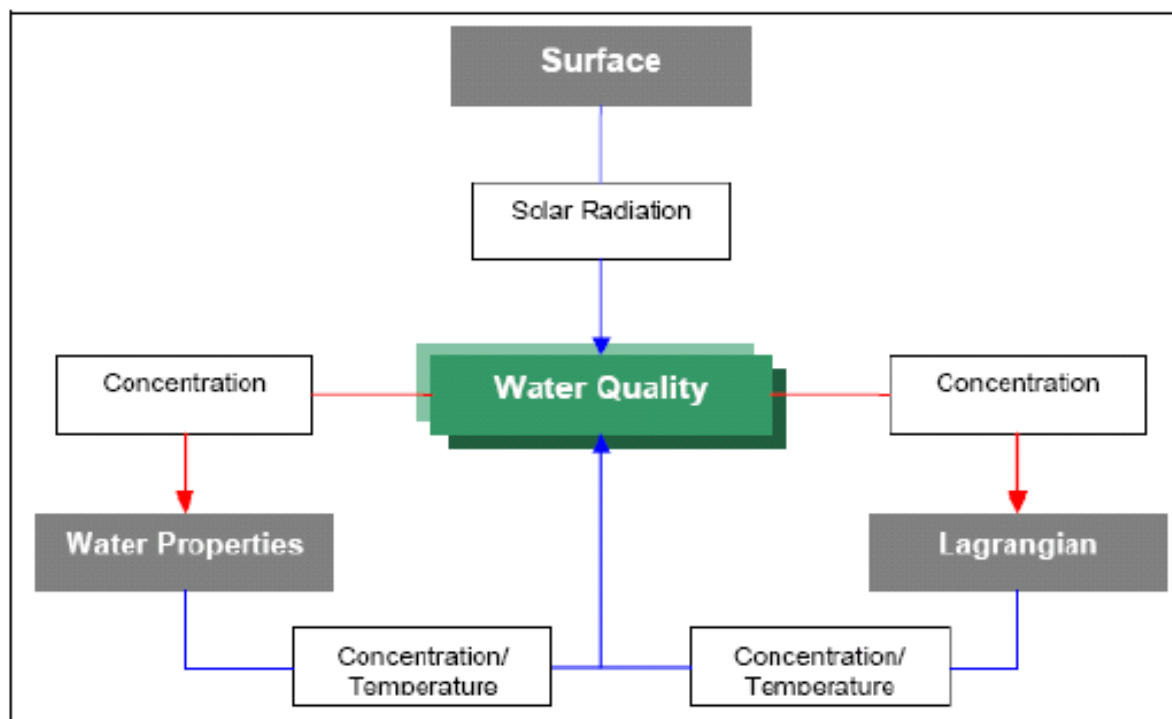 Surface
Solar Radiation
Concentration
Water Quality
Concentration
Water Properties
Lagrangian
Concentration/
Temperature
Concentration/
Temperature